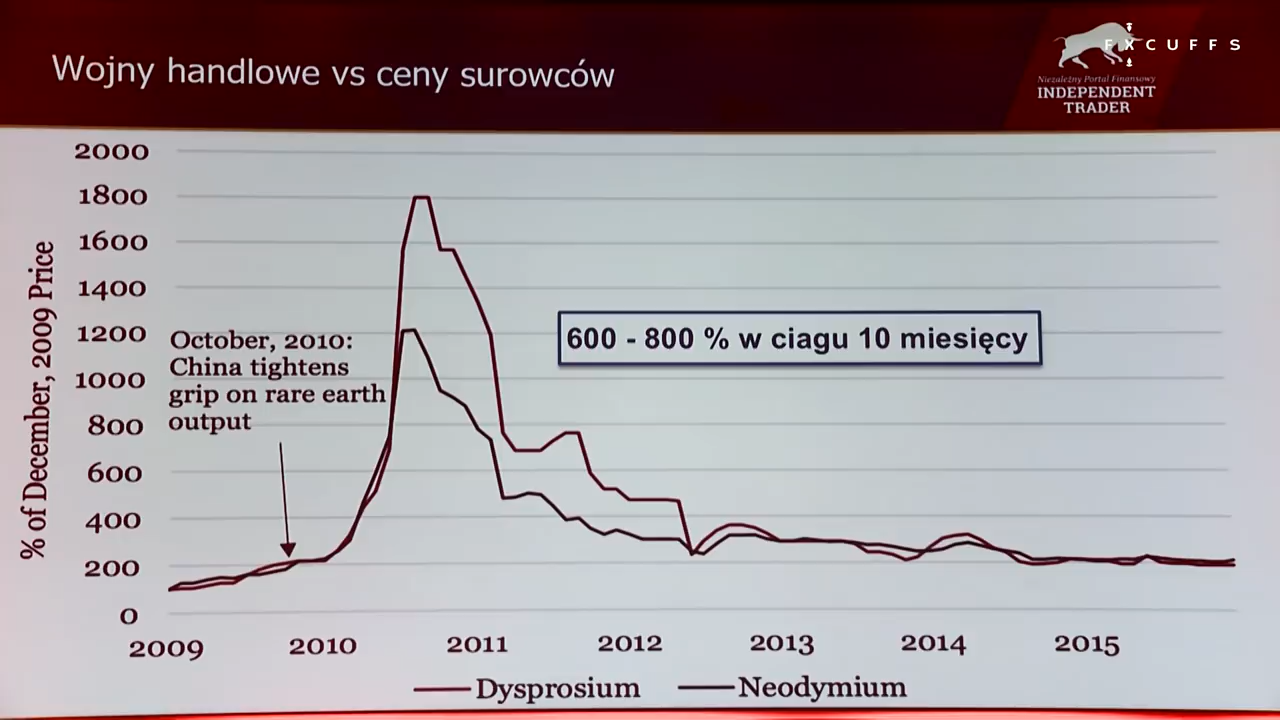 Wojny handlowe vs ceny surowców
FXCUFFS
Niezależny Portal Finansowy
INDEPENDENT
TRADER
% of December, 2009 Price
2000
1800
1600
1400
1200
1000
800
600
400
200
0
October, 2010:
China tightens
grip on rare earth
output
600 - 800 % w ciagu 10 miesięcy
2009 2010 2011 2012 2013 2014 2015
Dysprosium Neodymium